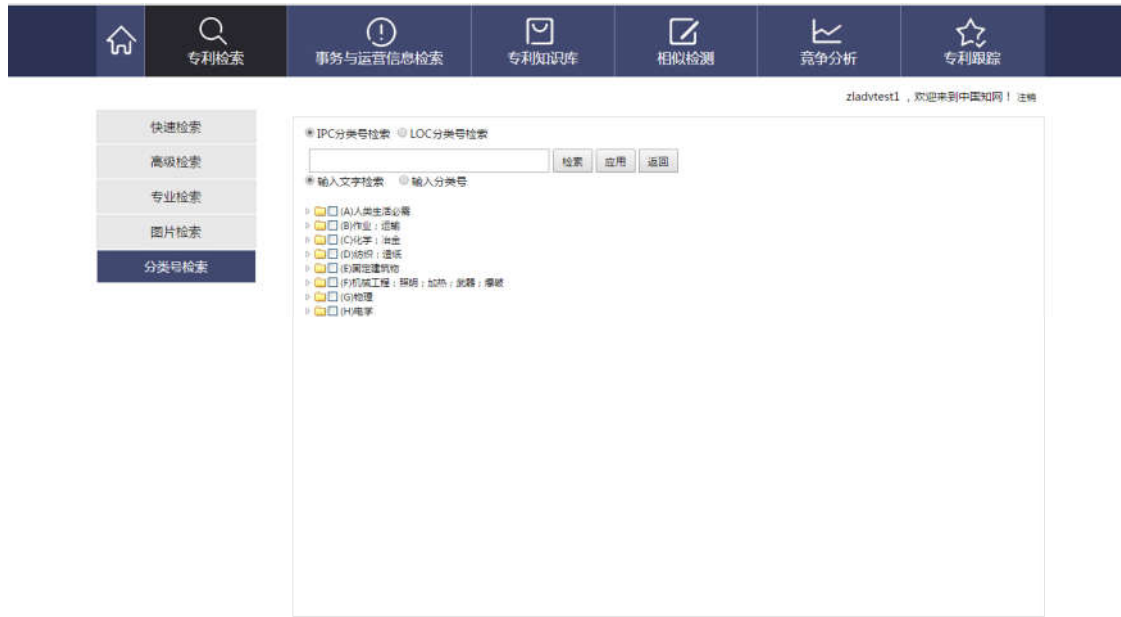 专利检索 事务与运营信息检索 专利知识库 相似检测 竞争分析 专利跟踪
zladvtest1 ，欢迎来到中国知网！ 注销
快速检索
高级检索
专业检索
图片检索
分类号检索
IPC分类号检索 LOC分类号检索
检索 应用 返回
输入文字检索 输入分类号
(A)人类生活必需
(B)作业；运输
(C)化学；冶金
(D)纺织；造纸
(E)固定建筑物
(F)机械工程；照明；加热；武器；爆破
(G)物理
(H)电学